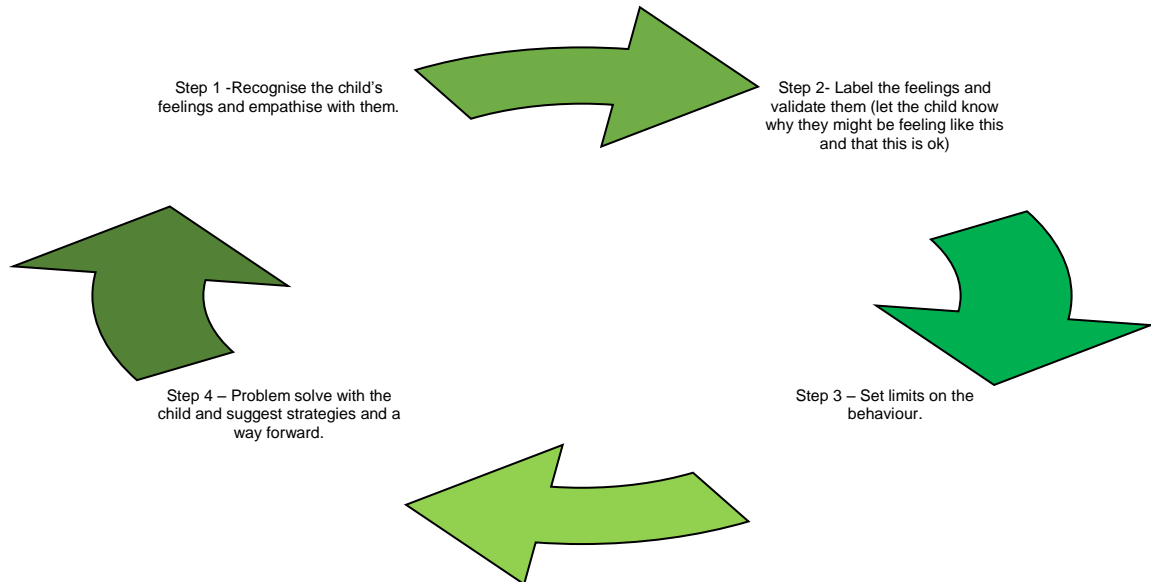 Step 1 -Recognise the child's
feelings and empathise with them.
Step 2- Label the feelings and
validate them (let the child know
why they might be feeling like this
and that this is ok)
Step 3 – Set limits on the
behaviour.
Step 4 – Problem solve with the
child and suggest strategies and a
way forward.